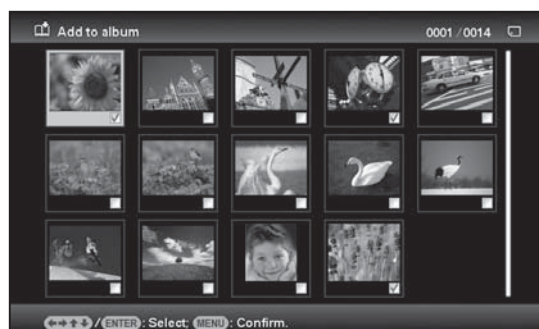 Add to album 0001/0014
/ENTER: Select; MENU: Confirm.